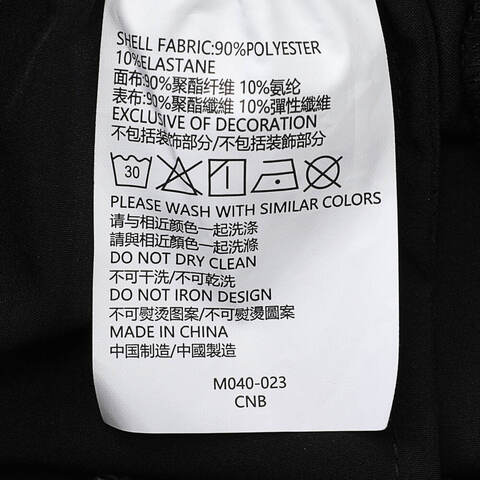 SHELL FABRIC:90%POLYESTER
10%ELASTANE
面布:90%聚酯纤维 10%氨纶
表布:90%聚酯纖維 10%彈性纖維
EXCLUSIVE OF DECORATION
不包括装饰部分/不包括装飾部分
30
PLEASE WASH WITH SIMILAR COLORS
请与相近颜色一起洗涤
請與相近顏色一起洗滌
DO NOT DRY CLEAN
不可干洗/不可乾洗
DO NOT IRON DESIGN
不可熨烫图案/不可熨燙圖案
MADE IN CHINA
中国制造/中國製造
M040-023
CNB